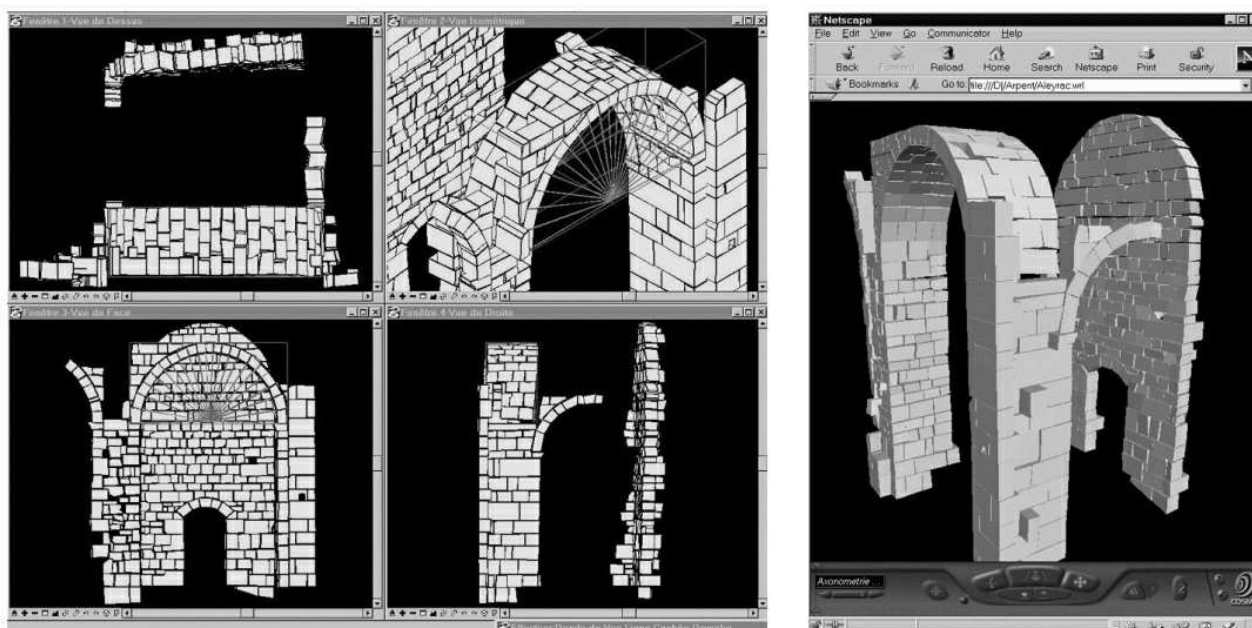 Fenêtre 1-Vue de Dessus
Fenêtre 2-Vue Isométrique
Fenêtre 3-Vue de Face
Fenêtre 4-Vue de Droite
Netscape
File Edit View Go Communicator Help
Back Forward Reload Home Search Netscape Print Security
Bookmarks Go to: file:///D|/Arpent/Aleyrac.wrl
Axonometrie ...